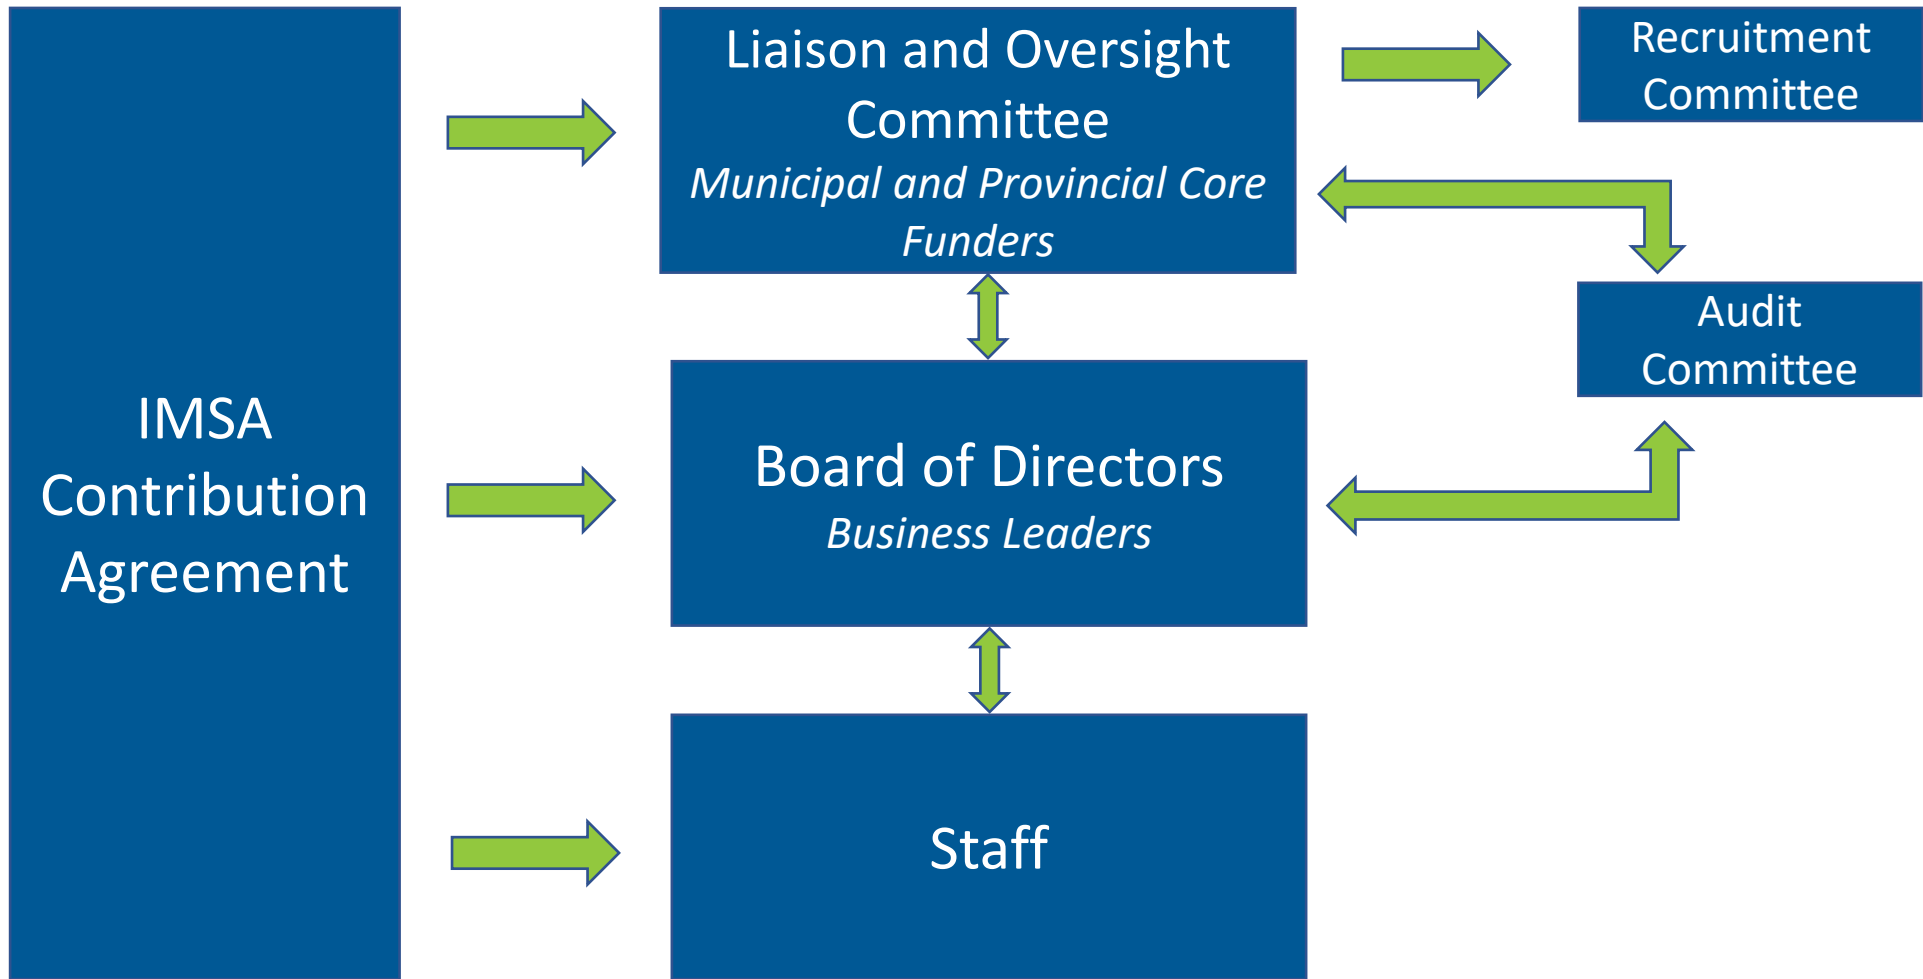 IMSA
Contribution
Agreement
Liaison and Oversight
Committee
Municipal and Provincial Core
Funders
Recruitment
Committee
Audit
Committee
Board of Directors
Business Leaders
Staff